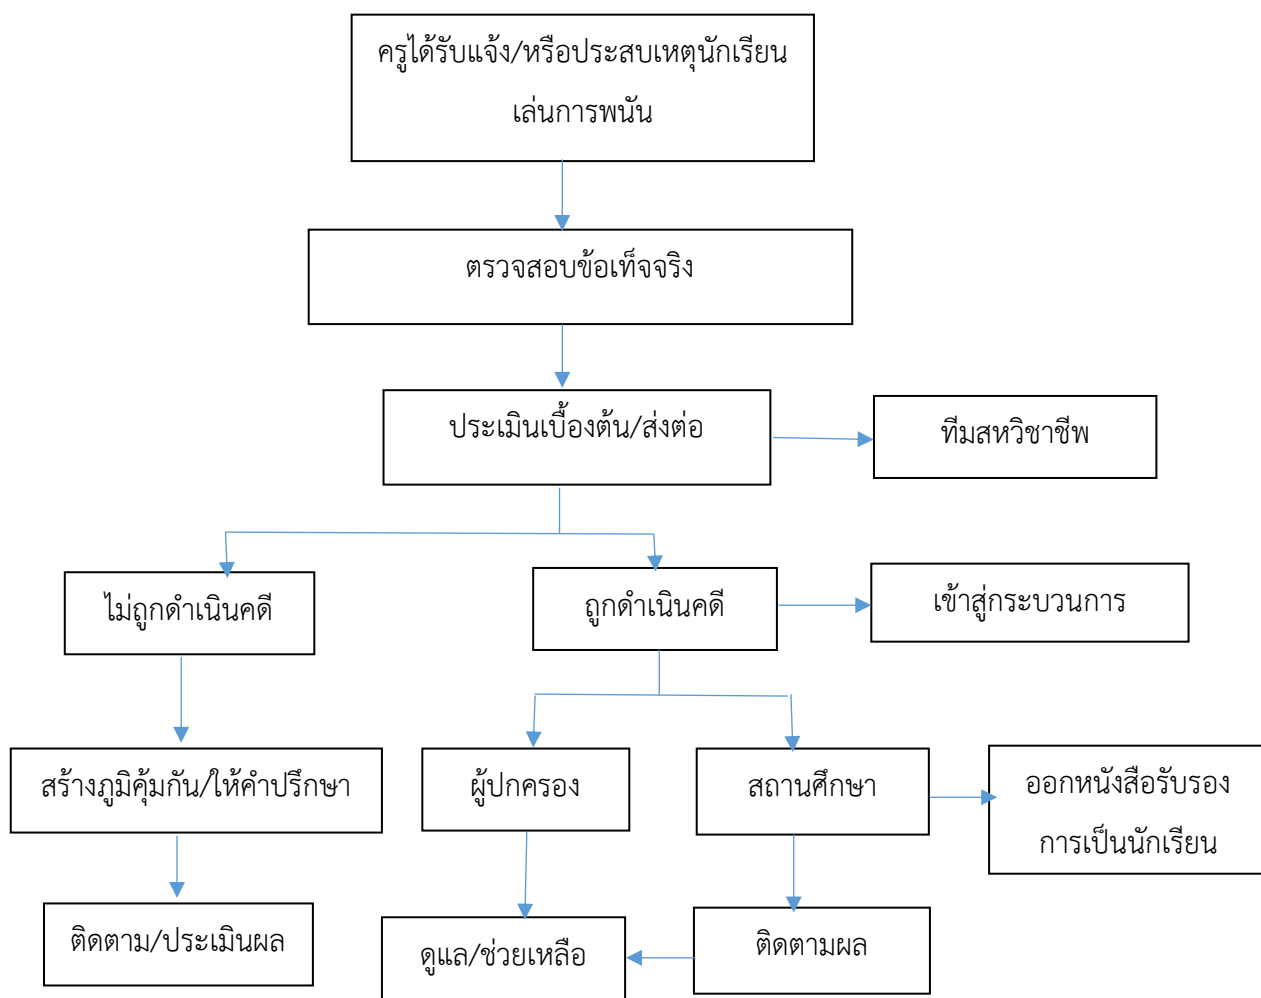 ครูได้รับแจ้ง/หรือประสบเหตุนักเรียน
เล่นการพนัน
ตรวจสอบข้อเท็จจริง
ประเมินเบื้องต้น/ส่งต่อ
ทีมสหวิชาชีพ
ไม่ถูกดำเนินคดี
ถูกดำเนินคดี
เข้าสู่กระบวนการ
สร้างภูมิคุ้มกัน/ให้คำปรึกษา
ผู้ปกครอง
สถานศึกษา
ออกหนังสือรับรอง
การเป็นนักเรียน
ติดตาม/ประเมินผล
ดูแล/ช่วยเหลือ
ติดตามผล